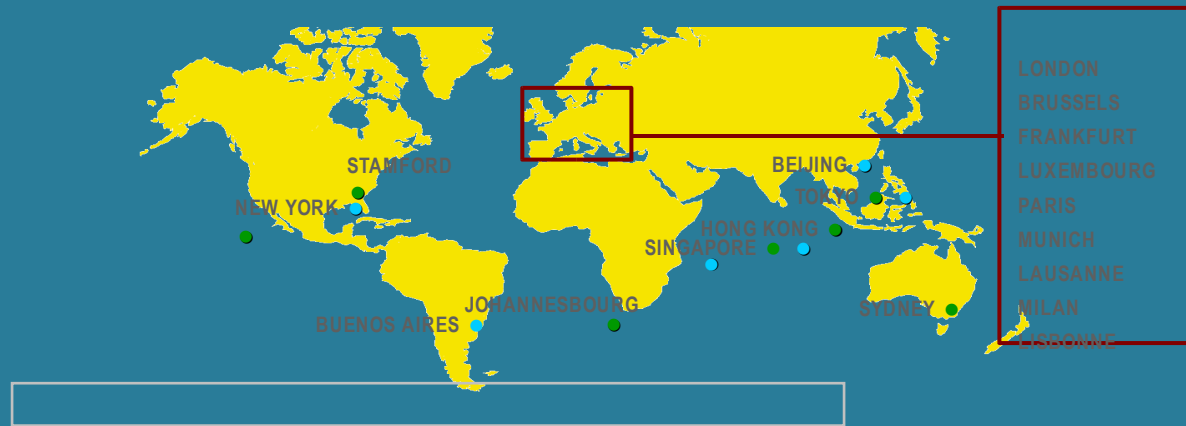 STAMFORD
NEW YORK
BEIJING
TOKYO
HONG KONG
SINGAPORE
JOHANNESBOURG
BUENOS AIRES
SYDNEY
LONDON
BRUSSELS
FRANKFURT
LUXEMBOURG
PARIS
MUNICH
LAUSANNE
MILAN
LISBONNE